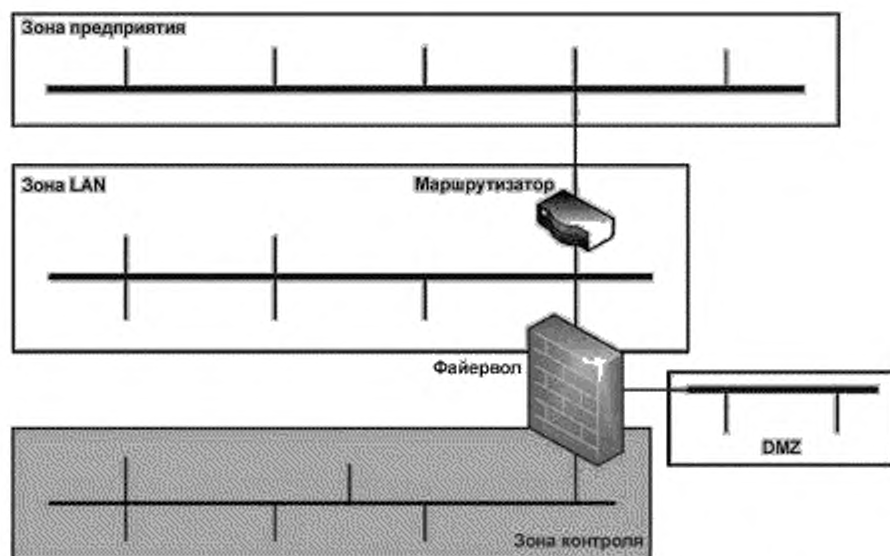 Зона предприятия
Зона LAN
Маршрутизатор
Файервол
DMZ
Зона контроля